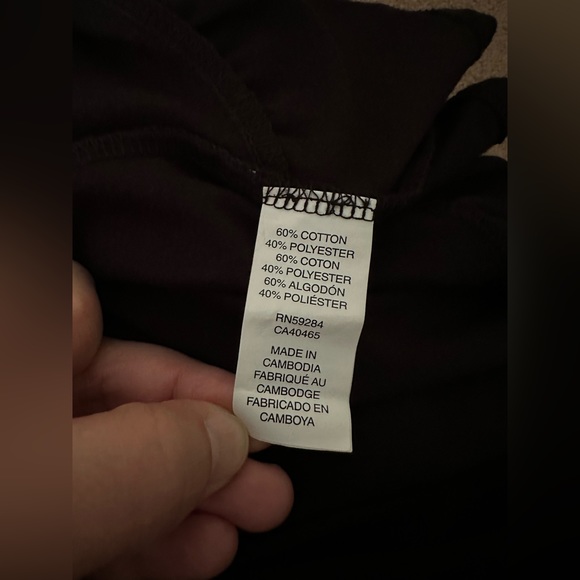 60% COTTON
40% POLYESTER
60% COTON
40% POLYESTER
60% ALGODÓN
40% POLIÉSTER
RN59284
CA40465
MADE IN
CAMBODIA
FABRIQUÉ AU
CAMBODGE
FABRICADO EN
CAMBOYA